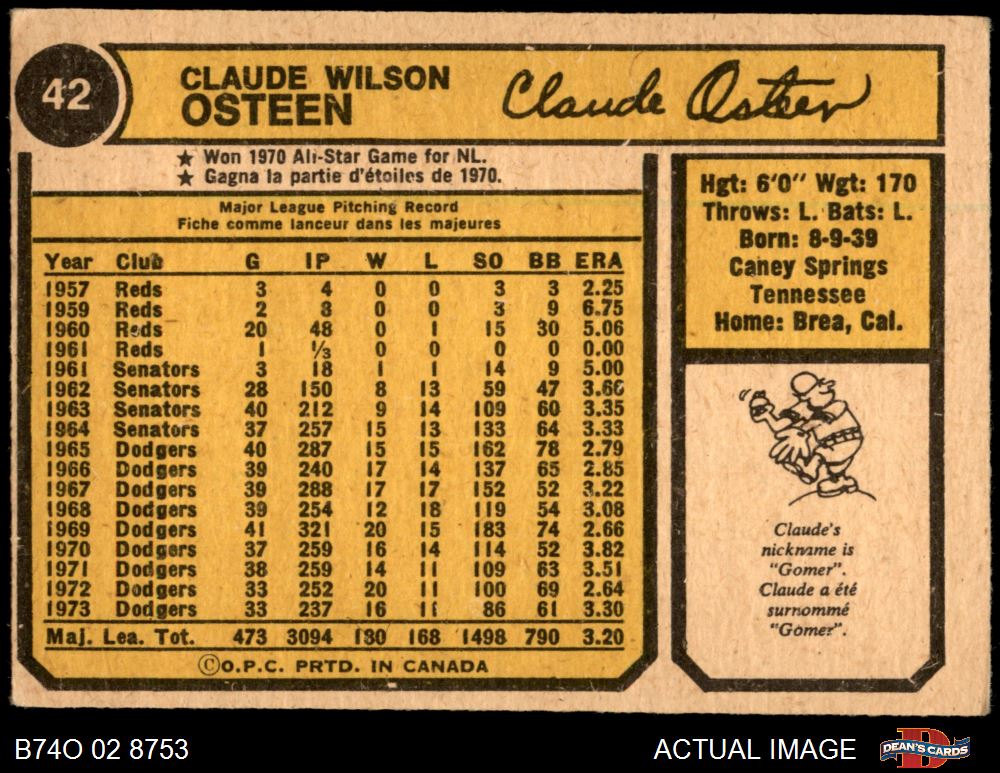 42
CLAUDE WILSON
OSTEEN
Claude Osteen
★ Won 1970 All-Star Game for NL.
★ Gagna la partie d'étoiles de 1970.
Major League Pitching Record
Fiche comme lanceur dans les majeures
Year Club G IP W L SO BB ERA
1957 Reds 3 4 0 0 3 3 2.25
1959 Reds 2 8 0 0 3 9 6.75
1960 Reds 20 48 0 1 15 30 5.06
1961 Reds 1 ⅓ 0 0 0 0 0.00
1961 Senators 3 18 1 1 14 9 5.00
1962 Senators 28 150 8 13 59 47 3.66
1963 Senators 40 212 9 14 109 60 3.35
1964 Senators 37 257 15 13 133 64 3.33
1965 Dodgers 40 287 15 15 162 78 2.79
1966 Dodgers 39 240 17 14 137 65 2.85
1967 Dodgers 39 288 17 17 152 52 3.22
1968 Dodgers 39 254 12 18 119 54 3.08
1969 Dodgers 41 321 20 15 183 74 2.66
1970 Dodgers 37 259 16 14 114 52 3.82
1971 Dodgers 38 259 14 11 109 63 3.51
1972 Dodgers 33 252 20 11 100 69 2.64
1973 Dodgers 33 237 16 11 86 61 3.30
Maj. Lea. Tot. 473 3094 180 168 1498 790 3.20
©O.P.C. PRTD. IN CANADA
Hgt: 6'0" Wgt: 170
Throws: L. Bats: L.
Born: 8-9-39
Caney Springs
Tennessee
Home: Brea, Cal.
Claude's
nickname is
"Gomer".
Claude a été
surnommé
"Gomer".
B74O 02 8753
ACTUAL IMAGE
DEAN'S CARDS